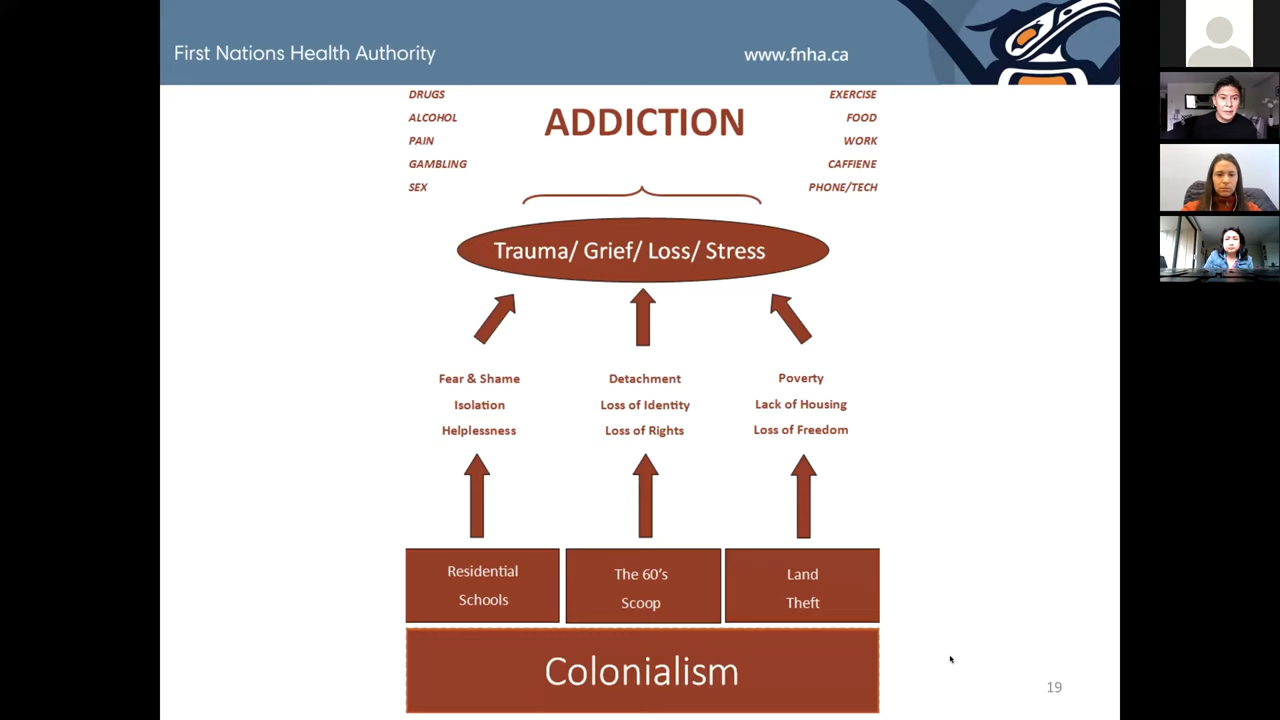 First Nations Health Authority
www.fnha.ca
DRUGS
ALCOHOL
PAIN
GAMBLING
SEX
ADDICTION
EXERCISE
FOOD
WORK
CAFFIENE
PHONE/TECH
Trauma/ Grief/ Loss/ Stress
Fear & Shame
Isolation
Helplessness
Detachment
Loss of Identity
Loss of Rights
Poverty
Lack of Housing
Loss of Freedom
Residential
Schools
The 60's
Scoop
Land
Theft
Colonialism
19